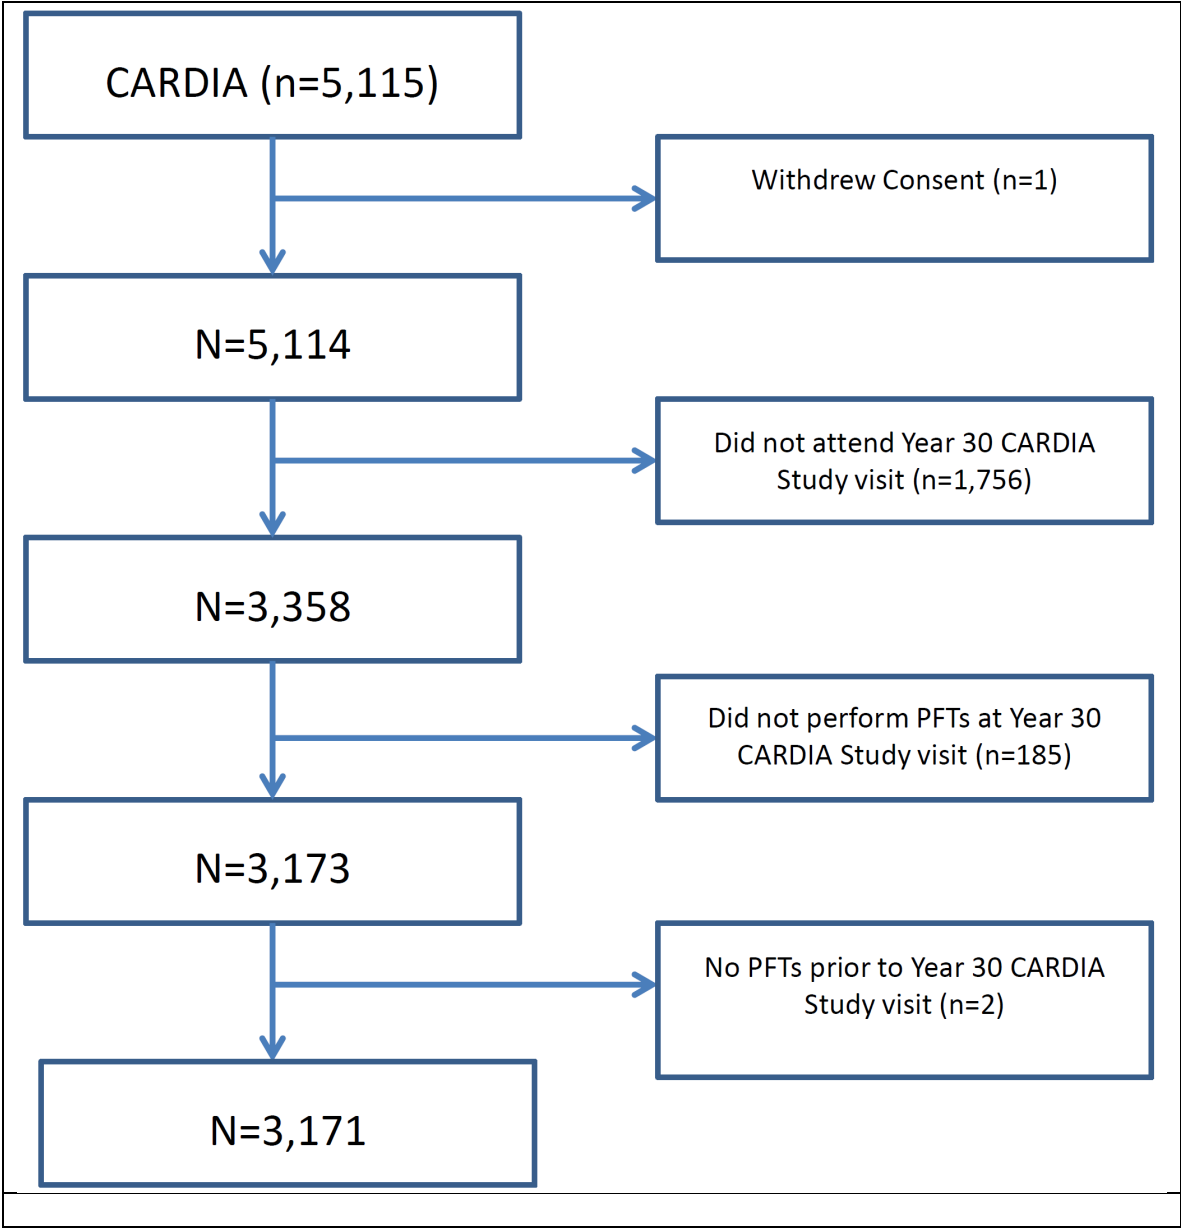 CARDIA (n=5,115)
Withdrew Consent (n=1)
N=5,114
Did not attend Year 30 CARDIA
Study visit (n=1,756)
N=3,358
Did not perform PFTs at Year 30
CARDIA Study visit (n=185)
N=3,173
No PFTs prior to Year 30 CARDIA
Study visit (n=2)
N=3,171